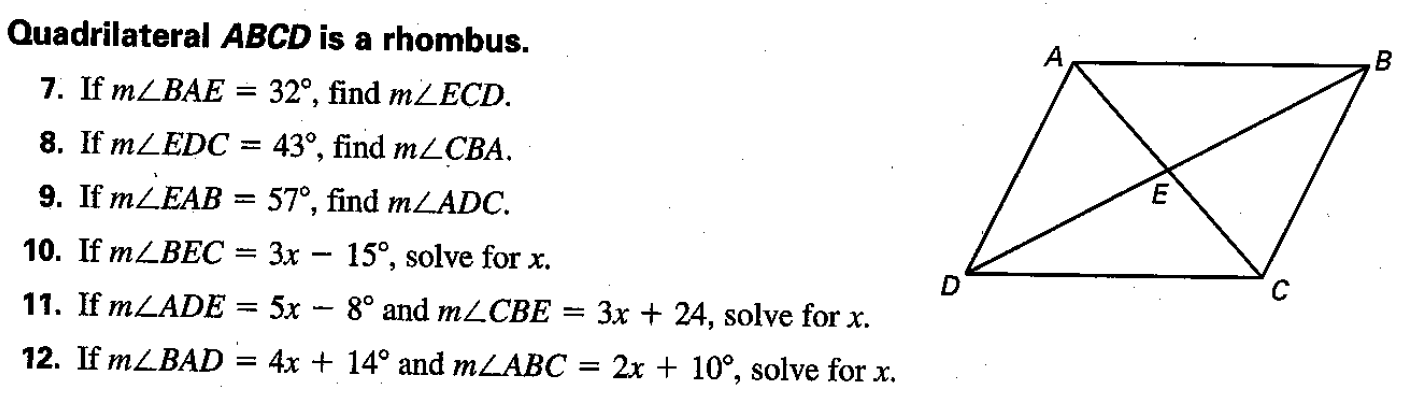 Quadrilateral ABCD is a rhombus.
7. If m∠BAE = 32°, find m∠ECD.
8. If m∠EDC = 43°, find m∠CBA.
9. If m∠EAB = 57°, find m∠ADC.
10. If m∠BEC = 3x − 15°, solve for x.
11. If m∠ADE = 5x − 8° and m∠CBE = 3x + 24, solve for x.
12. If m∠BAD = 4x + 14° and m∠ABC = 2x + 10°, solve for x.
A
B
E
D
C